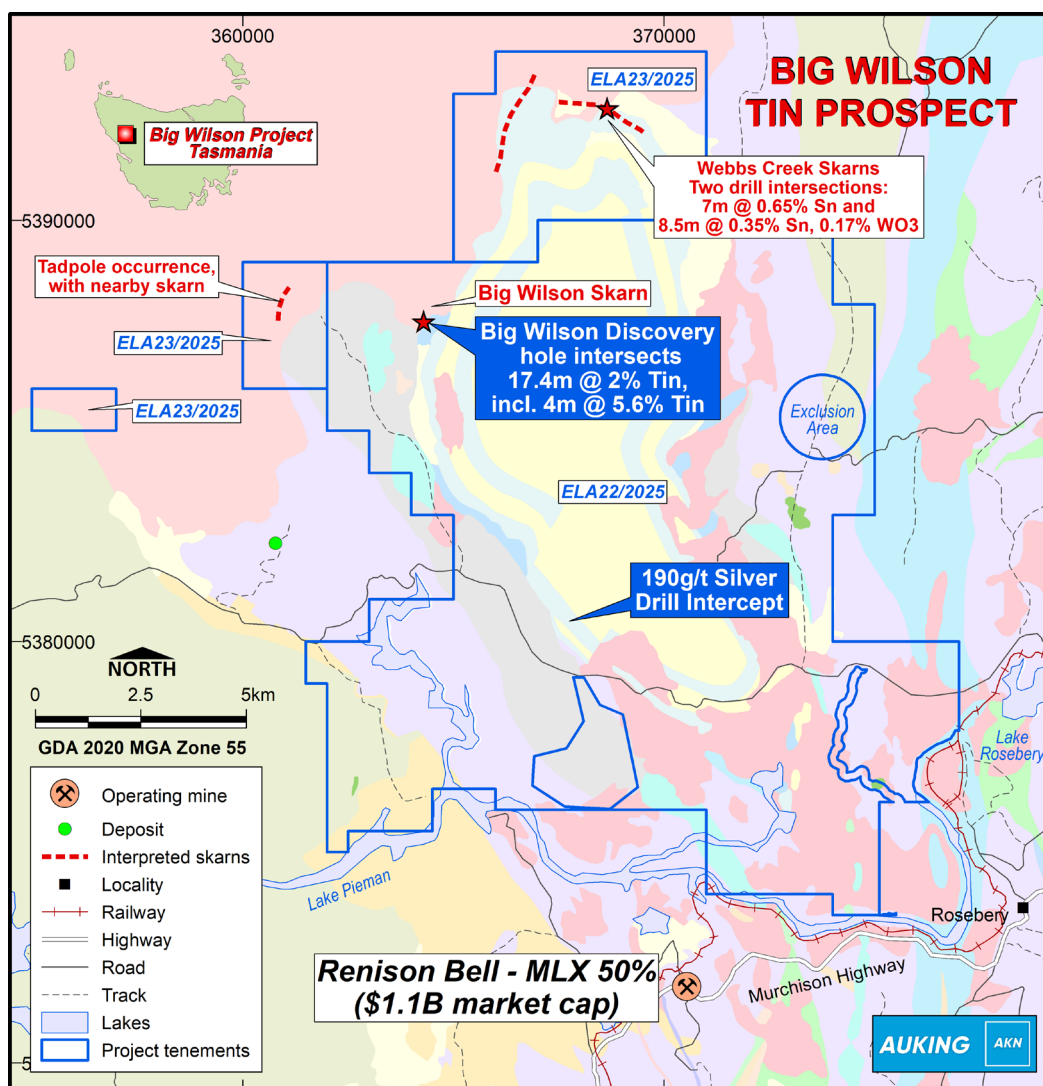 360000
370000
BIG WILSON
TIN PROSPECT
ELA23/2025
Big Wilson Project
Tasmania
Webbs Creek Skarns
Two drill intersections:
7m @ 0.65% Sn and
8.5m @ 0.35% Sn, 0.17% WO3
5390000
Tadpole occurrence,
with nearby skarn
Big Wilson Skarn
ELA23/2025
Big Wilson Discovery
hole intersects
17.4m @ 2% Tin,
incl. 4m @ 5.6% Tin
ELA23/2025
Exclusion
Area
ELA22/2025
190g/t Silver
Drill Intercept
5380000
NORTH
0 2.5 5km
GDA 2020 MGA Zone 55
Lake
Rosebery
Operating mine
Deposit
Interpreted skarns
Locality
Railway
Highway
Road
Track
Lakes
Project tenements
Lake Pieman
Rosebery
Renison Bell - MLX 50%
($1.1B market cap)
Murchison Highway
AUKING AKN